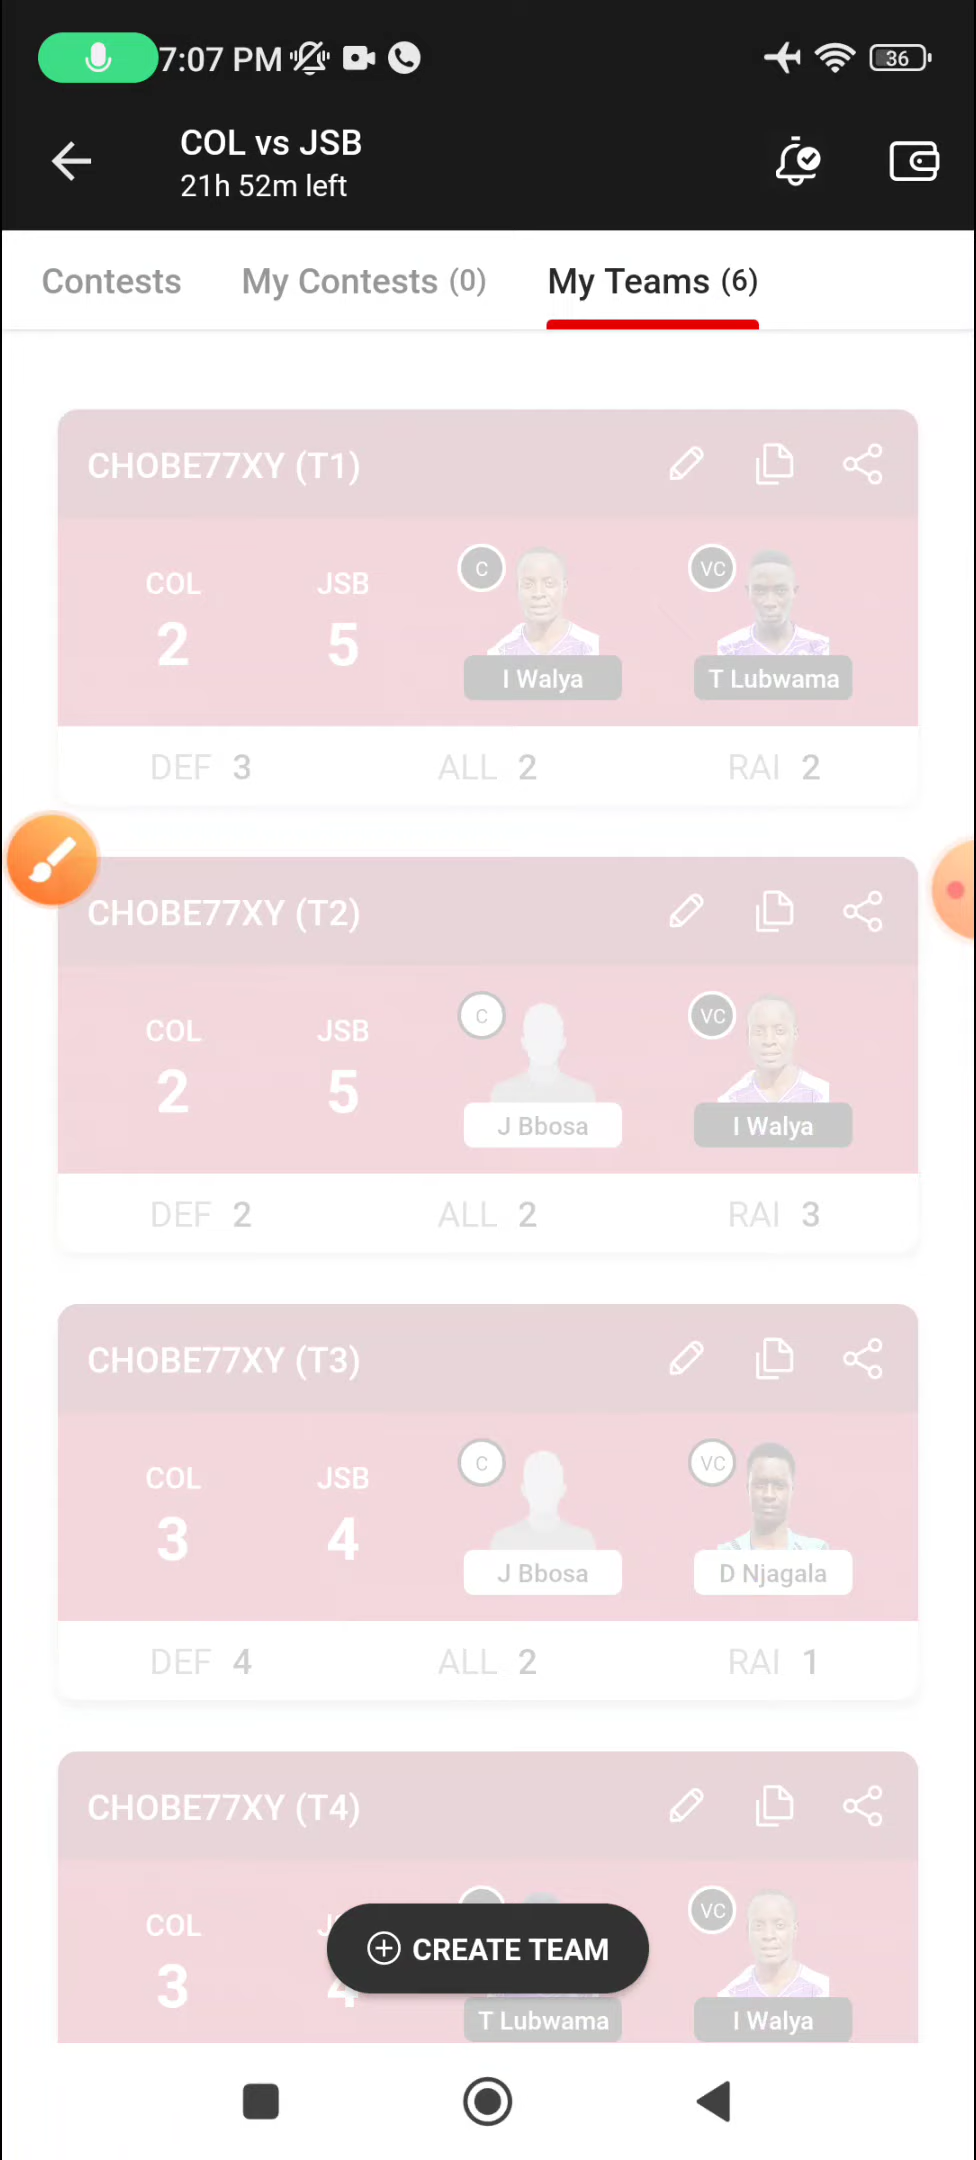 7:07 PM
36
COL vs JSB
21h 52m left
Contests
My Contests (0)
My Teams (6)
CHOBE77XY (T1)
COL
JSB
2
5
C
VC
I Walya
T Lubwama
DEF 3
ALL 2
RAI 2
CHOBE77XY (T2)
COL
JSB
2
5
C
VC
J Bbosa
I Walya
DEF 2
ALL 2
RAI 3
CHOBE77XY (T3)
COL
JSB
3
4
C
VC
J Bbosa
D Njagala
DEF 4
ALL 2
RAI 1
CHOBE77XY (T4)
COL
3
4
VC
CREATE TEAM
T Lubwama
I Walya